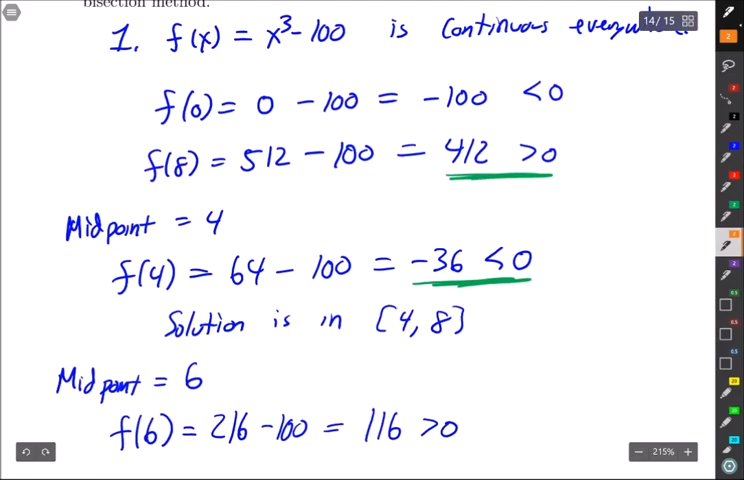 bisection method.
14 / 15
1. f(x) = x³ - 100 is continuous everywhere.
f(0) = 0 - 100 = -100 < 0
f(8) = 512 - 100 = 412 > 0
Midpoint = 4
f(4) = 64 - 100 = -36 < 0
Solution is in [4, 8]
Midpoint = 6
f(6) = 216 - 100 = 116 > 0
215%